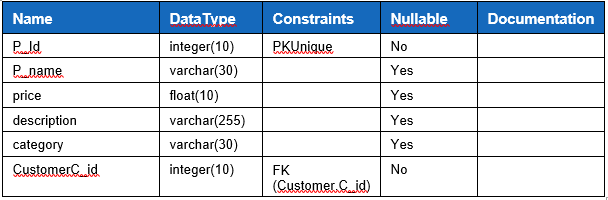 Name DataType Constraints Nullable Documentation
P_Id integer(10) PKUnique No
P_name varchar(30) Yes
price float(10) Yes
description varchar(255) Yes
category varchar(30) Yes
CustomerC_id integer(10) FK No
(Customer.C_id)